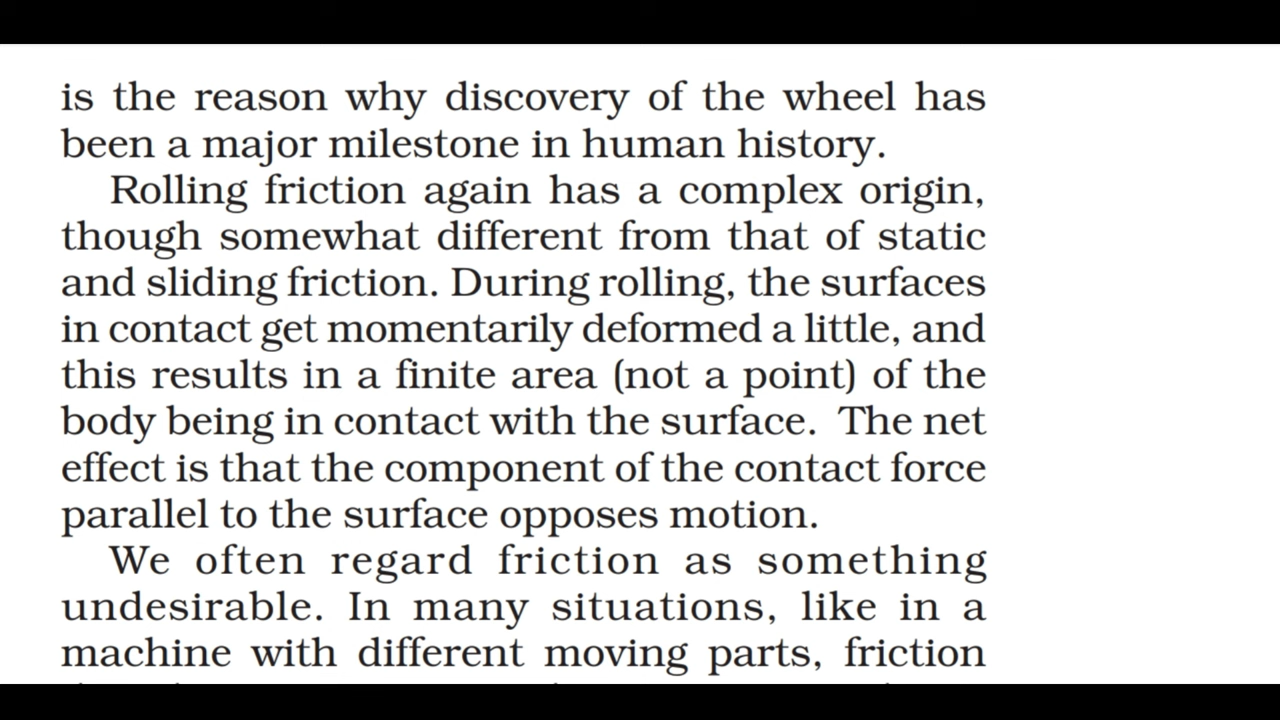 is the reason why discovery of the wheel has
been a major milestone in human history.
Rolling friction again has a complex origin,
though somewhat different from that of static
and sliding friction. During rolling, the surfaces
in contact get momentarily deformed a little, and
this results in a finite area (not a point) of the
body being in contact with the surface. The net
effect is that the component of the contact force
parallel to the surface opposes motion.
We often regard friction as something
undesirable. In many situations, like in a
machine with different moving parts, friction